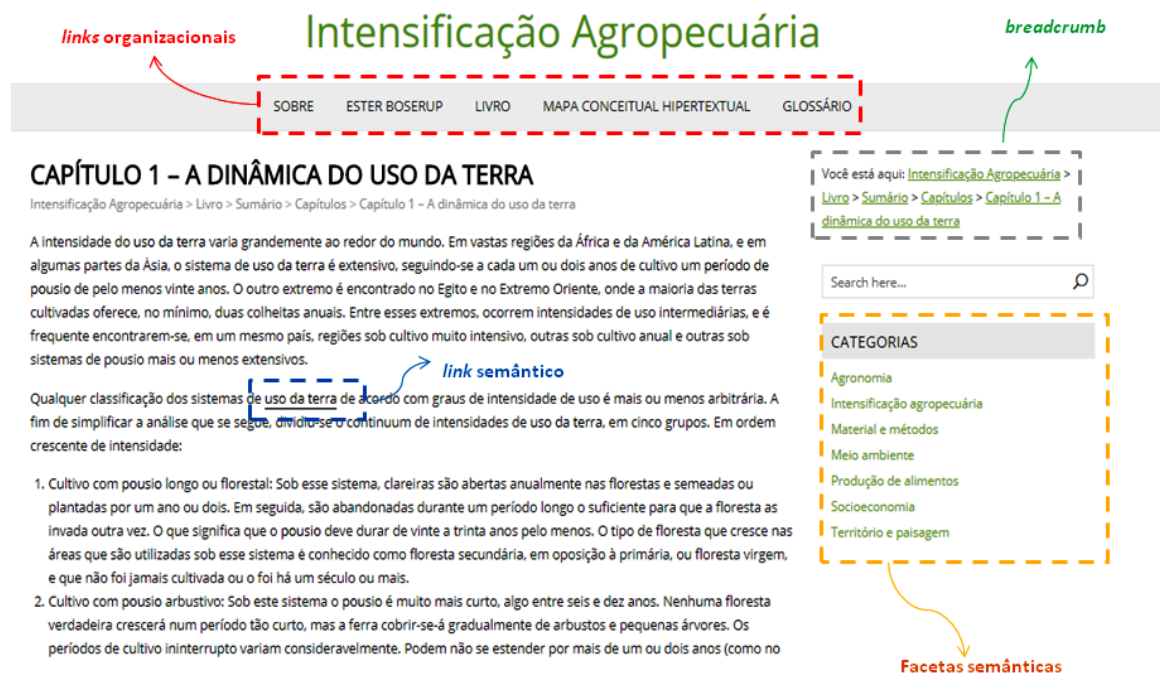 Intensificação Agropecuária
links organizacionais
breadcrumb
SOBRE ESTER BOSERUP LIVRO MAPA CONCEITUAL HIPERTEXTUAL GLOSSÁRIO
CAPÍTULO 1 – A DINÂMICA DO USO DA TERRA
Intensificação Agropecuária > Livro > Sumário > Capítulos > Capítulo 1 – A dinâmica do uso da terra
A intensidade do uso da terra varia grandemente ao redor do mundo. Em vastas regiões da África e da América Latina, e em
algumas partes da Ásia, o sistema de uso da terra é extensivo, seguindo-se a cada um ou dois anos de cultivo um período de
pousio de pelo menos vinte anos. O outro extremo é encontrado no Egito e no Extremo Oriente, onde a maioria das terras
cultivadas oferece, no mínimo, duas colheitas anuais. Entre esses extremos, ocorrem intensidades de uso intermediárias, e é
frequente encontrarem-se, em um mesmo país, regiões sob cultivo muito intensivo, outras sob cultivo anual e outras sob
sistemas de pousio mais ou menos extensivos.
link semântico
Qualquer classificação dos sistemas de uso da terra de acordo com graus de intensidade de uso é mais ou menos arbitrária. A
fim de simplificar a análise que se segue, dividiu-se o continuum de intensidades de uso da terra, em cinco grupos. Em ordem
crescente de intensidade:
1. Cultivo com pousio longo ou florestal: Sob esse sistema, clareiras são abertas anualmente nas florestas e semeadas ou
plantadas por um ano ou dois. Em seguida, são abandonadas durante um período longo o suficiente para que a floresta as
invada outra vez. O que significa que o pousio deve durar de vinte a trinta anos pelo menos. O tipo de floresta que cresce nas
áreas que são utilizadas sob esse sistema é conhecido como floresta secundária, em oposição à primária, ou floresta virgem,
e que não foi jamais cultivada ou o foi há um século ou mais.
2. Cultivo com pousio arbustivo: Sob este sistema o pousio é muito mais curto, algo entre seis e dez anos. Nenhuma floresta
verdadeira crescerá num período tão curto, mas a ferra cobrir-se-á gradualmente de arbustos e pequenas árvores. Os
períodos de cultivo ininterrupto variam consideravelmente. Podem não se estender por mais de um ou dois anos (como no
Você está aqui: Intensificação Agropecuária >
Livro > Sumário > Capítulos > Capítulo 1 – A
dinâmica do uso da terra
Search here...
CATEGORIAS
Agronomia
Intensificação agropecuária
Material e métodos
Meio ambiente
Produção de alimentos
Socioeconomia
Território e paisagem
Facetas semânticas